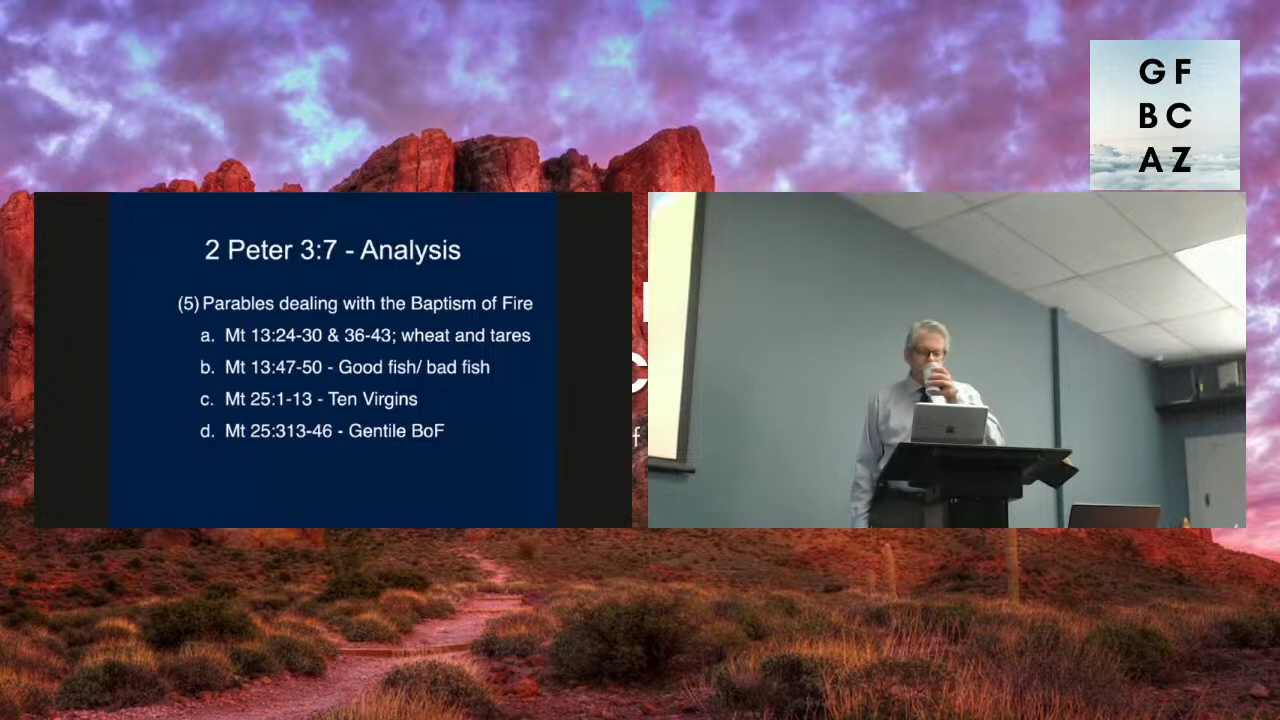 G F
B C
A Z
2 Peter 3:7 - Analysis
(5) Parables dealing with the Baptism of Fire
a. Mt 13:24-30 & 36-43; wheat and tares
b. Mt 13:47-50 - Good fish/ bad fish
c. Mt 25:1-13 - Ten Virgins
d. Mt 25:313-46 - Gentile BoF